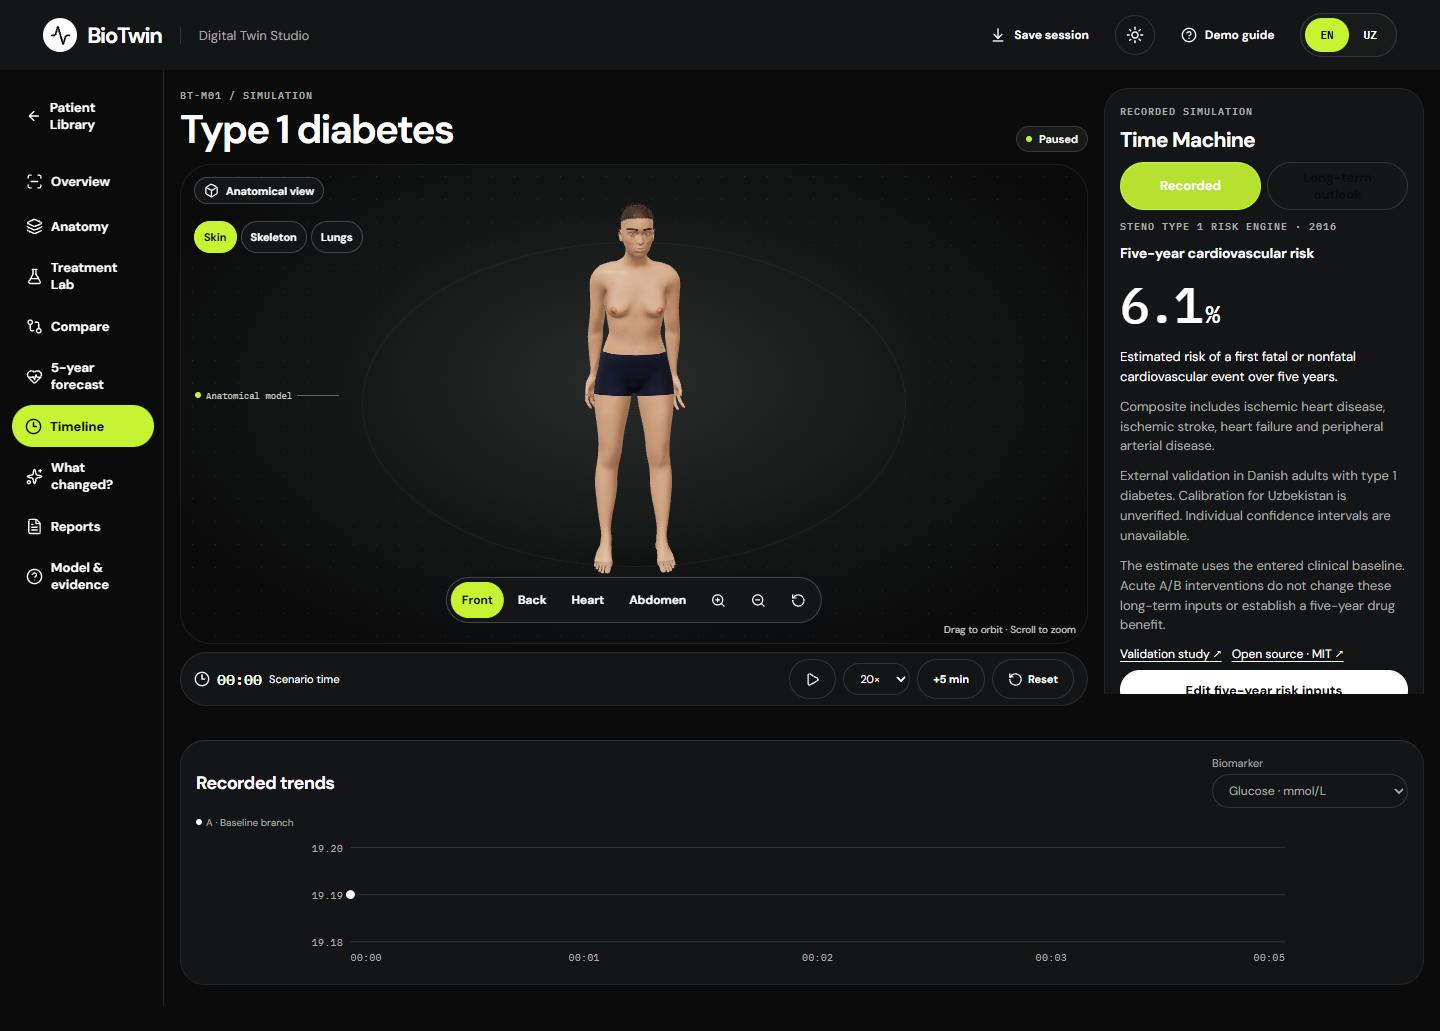 BioTwin
Digital Twin Studio
Save session
Demo guide
EN
UZ
Patient
Library
Overview
Anatomy
Treatment
Lab
Compare
5-year
forecast
Timeline
What
changed?
Reports
Model &
evidence
BT-M01 / SIMULATION
Type 1 diabetes
Paused
Anatomical view
Skin
Skeleton
Lungs
Anatomical model
Front
Back
Heart
Abdomen
Drag to orbit · Scroll to zoom
00:00 Scenario time
20×
+5 min
Reset
RECORDED SIMULATION
Time Machine
Recorded
Long-term
outlook
STENO TYPE 1 RISK ENGINE · 2016
Five-year cardiovascular risk
6.1%
Estimated risk of a first fatal or nonfatal
cardiovascular event over five years.
Composite includes ischemic heart disease,
ischemic stroke, heart failure and peripheral
arterial disease.
External validation in Danish adults with type 1
diabetes. Calibration for Uzbekistan is
unverified. Individual confidence intervals are
unavailable.
The estimate uses the entered clinical baseline.
Acute A/B interventions do not change these
long-term inputs or establish a five-year drug
benefit.
Validation study ↗ Open source · MIT ↗
Edit five-year risk inputs
Recorded trends
Biomarker
Glucose · mmol/L
A · Baseline branch
19.20
19.19
19.18
00:00
00:01
00:02
00:03
00:05